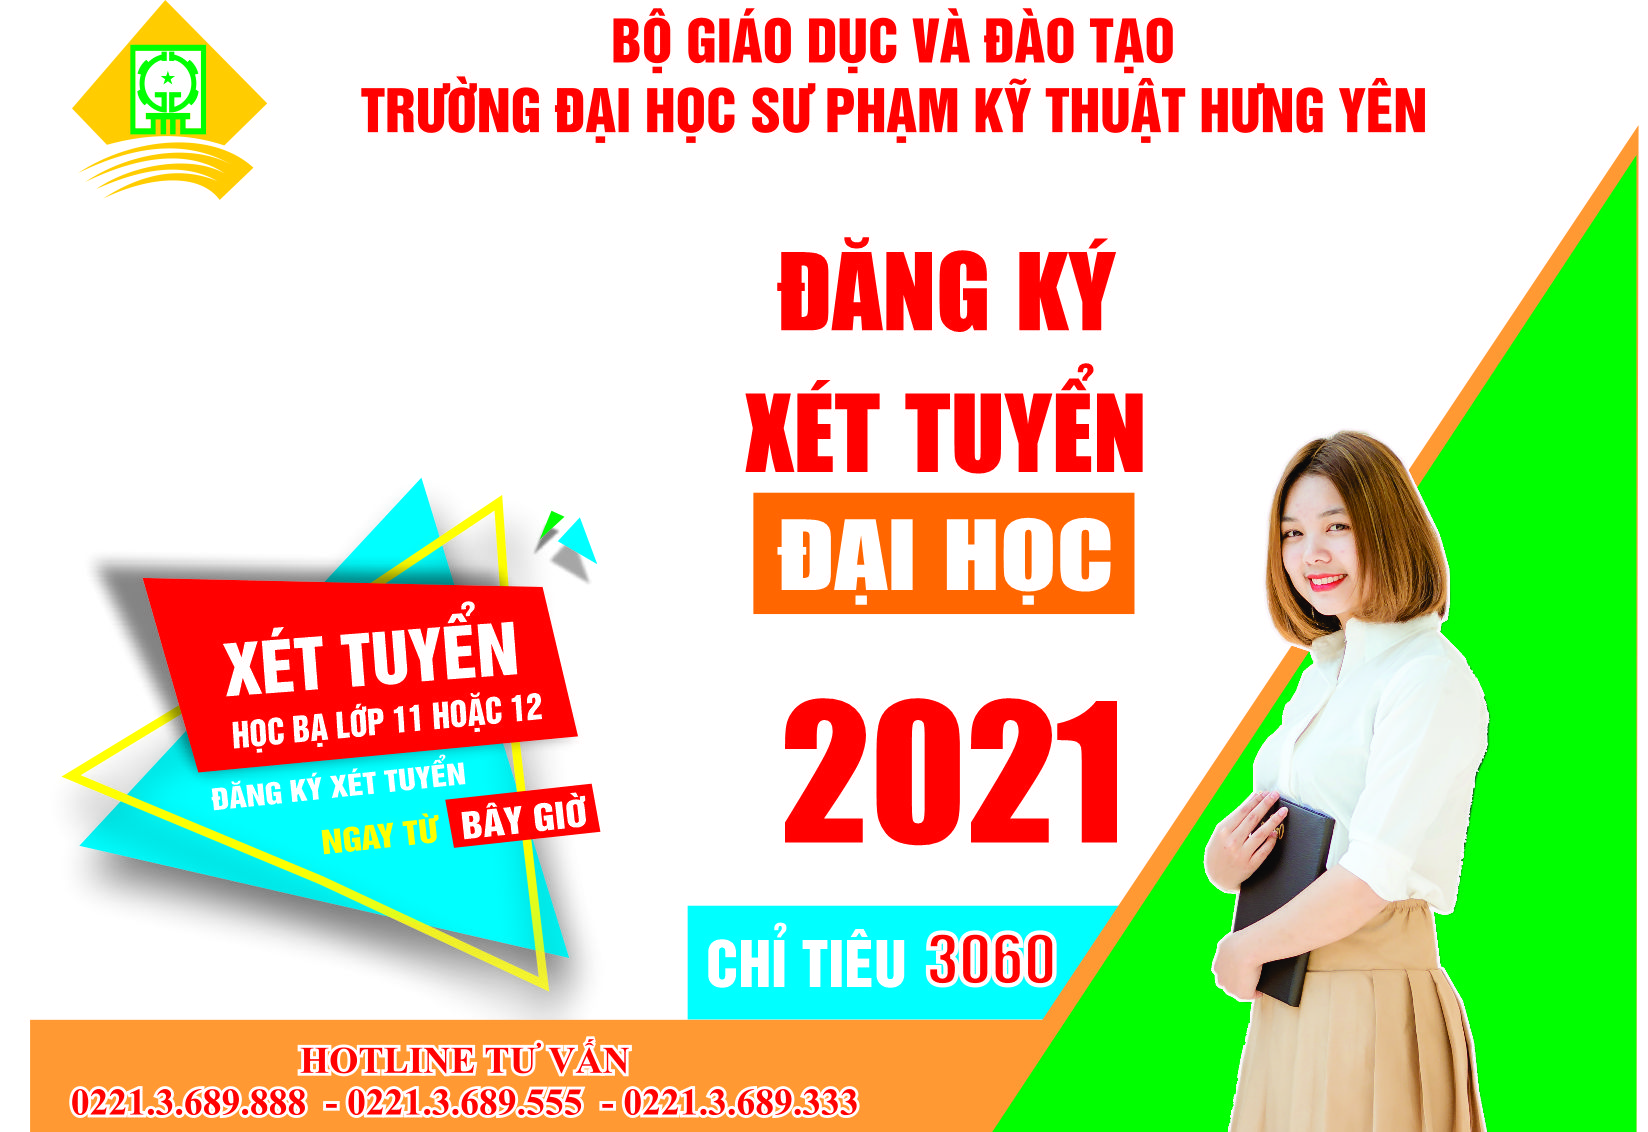 BỘ GIÁO DỤC VÀ ĐÀO TẠO
TRƯỜNG ĐẠI HỌC SƯ PHẠM KỸ THUẬT HƯNG YÊN
ĐĂNG KÝ
XÉT TUYỂN
ĐẠI HỌC
2021
CHỈ TIÊU 3060
XÉT TUYỂN
HỌC BẠ LỚP 11 HOẶC 12
ĐĂNG KÝ XÉT TUYỂN
NGAY TỪ BÂY GIỜ
HOTLINE TƯ VẤN
0221.3.689.888 - 0221.3.689.555 - 0221.3.689.333